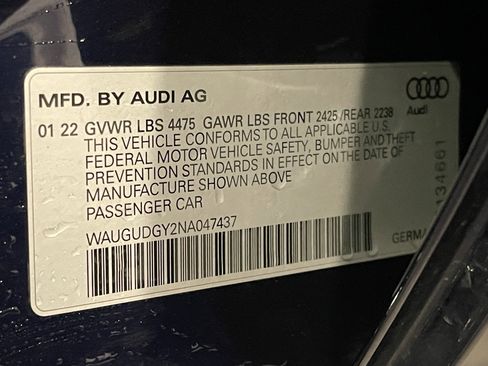 MFD. BY AUDI AG
Audi
01 22 GVWR LBS 4475 GAWR LBS FRONT 2425/REAR 2238
THIS VEHICLE CONFORMS TO ALL APPLICABLE U.S.
FEDERAL MOTOR VEHICLE SAFETY, BUMPER AND THEFT
PREVENTION STANDARDS IN EFFECT ON THE DATE OF
MANUFACTURE SHOWN ABOVE
PASSENGER CAR
WAUGUDGY2NA047437